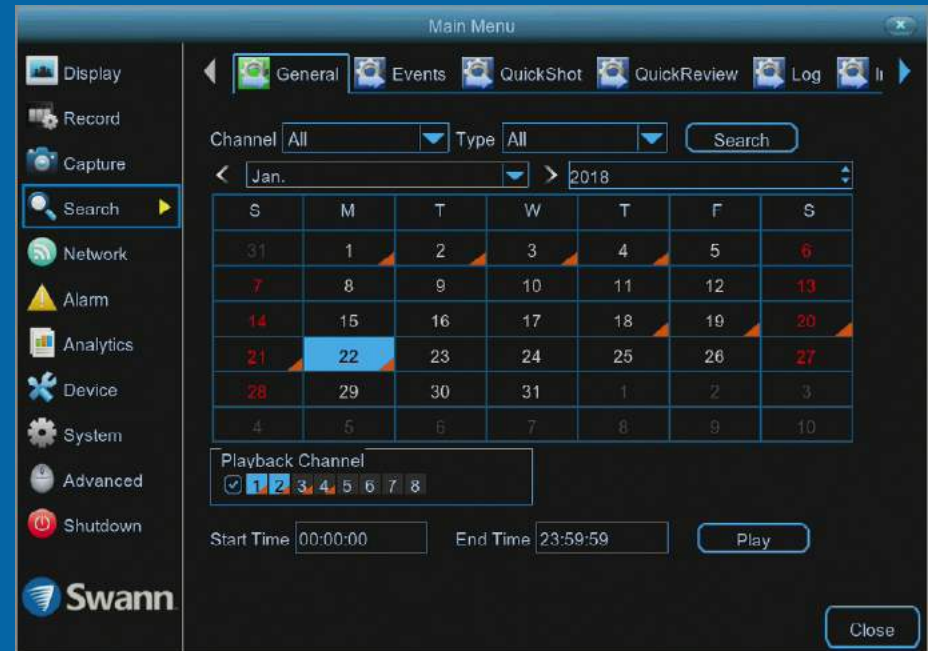 Main Menu
Display
Record
Capture
Search
Network
Alarm
Analytics
Device
System
Advanced
Shutdown
Swann
General Events QuickShot QuickReview Log
Channel All Type All Search
< Jan. > 2018
S M T W T F S
31 1 2 3 4 5 6
7 8 9 10 11 12 13
14 15 16 17 18 19 20
21 22 23 24 25 26 27
28 29 30 31 1 2 3
4 5 6 7 8 9 10
Playback Channel
1 2 3 4 5 6 7 8
Start Time 00:00:00 End Time 23:59:59 Play
Close